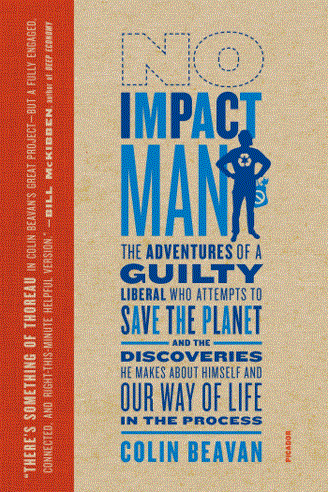 NO
IMPACT
MAN
THE ADVENTURES OF A
GUILTY
LIBERAL WHO ATTEMPTS TO
SAVE THE PLANET
AND THE
DISCOVERIES
HE MAKES ABOUT HIMSELF AND
OUR WAY OF LIFE
IN THE PROCESS
COLIN BEAVAN
PICADOR
"THERE'S SOMETHING OF THOREAU IN COLIN BEAVAN'S GREAT PROJECT—BUT A FULLY ENGAGED,
CONNECTED, AND RIGHT-THIS-MINUTE HELPFUL VERSION." —BILL McKIBBEN, author of DEEP ECONOMY